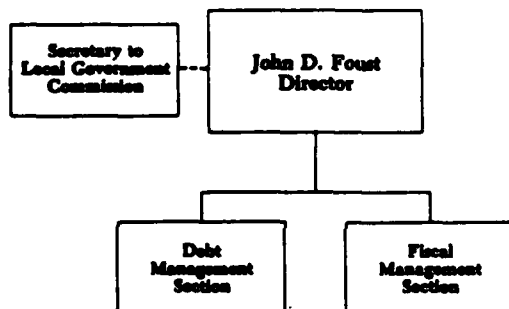 Secretary to
Local Government
Commission
John D. Foust
Director
Debt
Management
Section
Fiscal
Management
Section